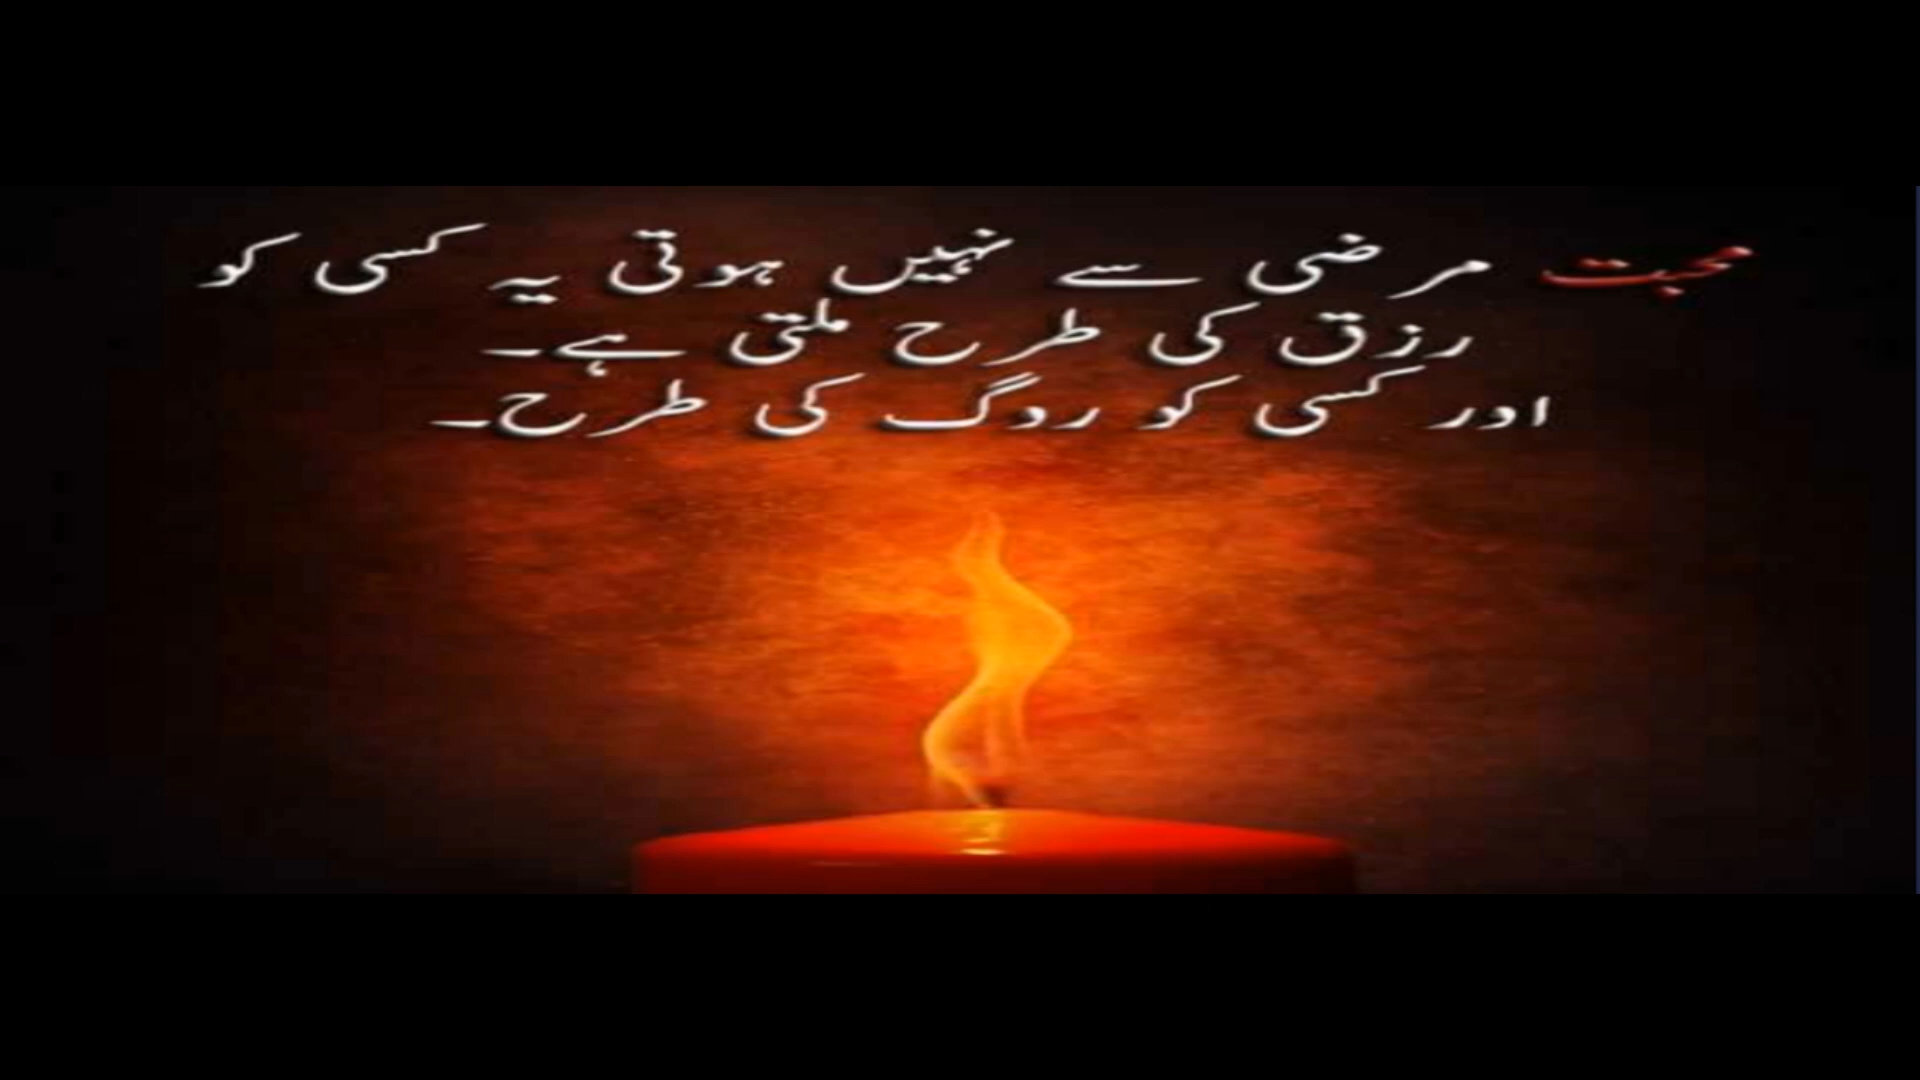 محبت مرضی سے نہیں ہوتی یہ کسی کو
رزق کی طرح ملتی ہے۔
اور کسی کو روگ کی طرح۔